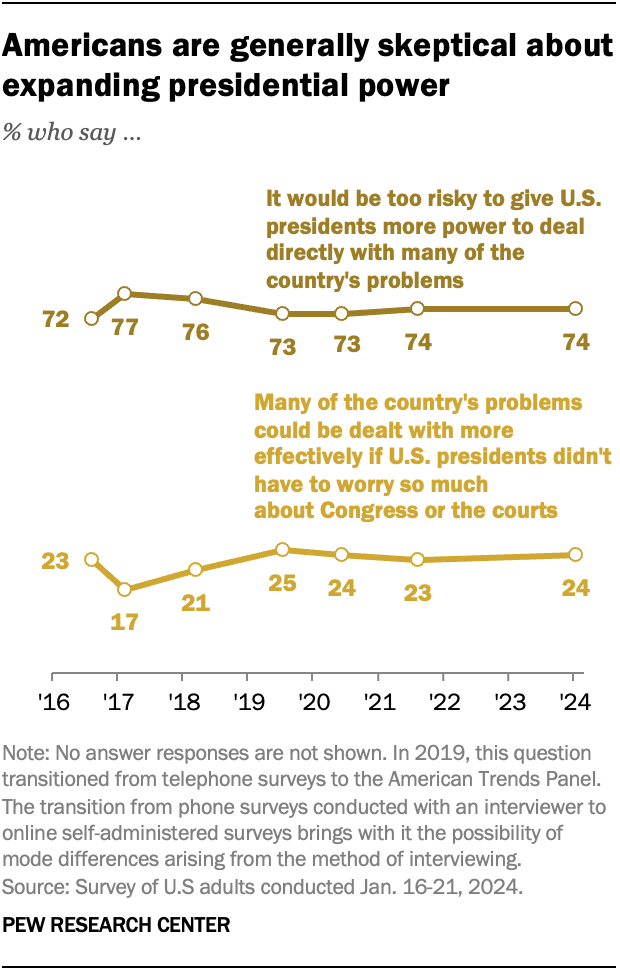 Americans are generally skeptical about
expanding presidential power
% who say ...
It would be too risky to give U.S.
presidents more power to deal
directly with many of the
country's problems
72
77
76
73
73
74
74
Many of the country's problems
could be dealt with more
effectively if U.S. presidents didn't
have to worry so much
about Congress or the courts
23
17
21
25
24
23
24
'16 '17 '18 '19 '20 '21 '22 '23 '24
Note: No answer responses are not shown. In 2019, this question
transitioned from telephone surveys to the American Trends Panel.
The transition from phone surveys conducted with an interviewer to
online self-administered surveys brings with it the possibility of
mode differences arising from the method of interviewing.
Source: Survey of U.S adults conducted Jan. 16-21, 2024.
PEW RESEARCH CENTER